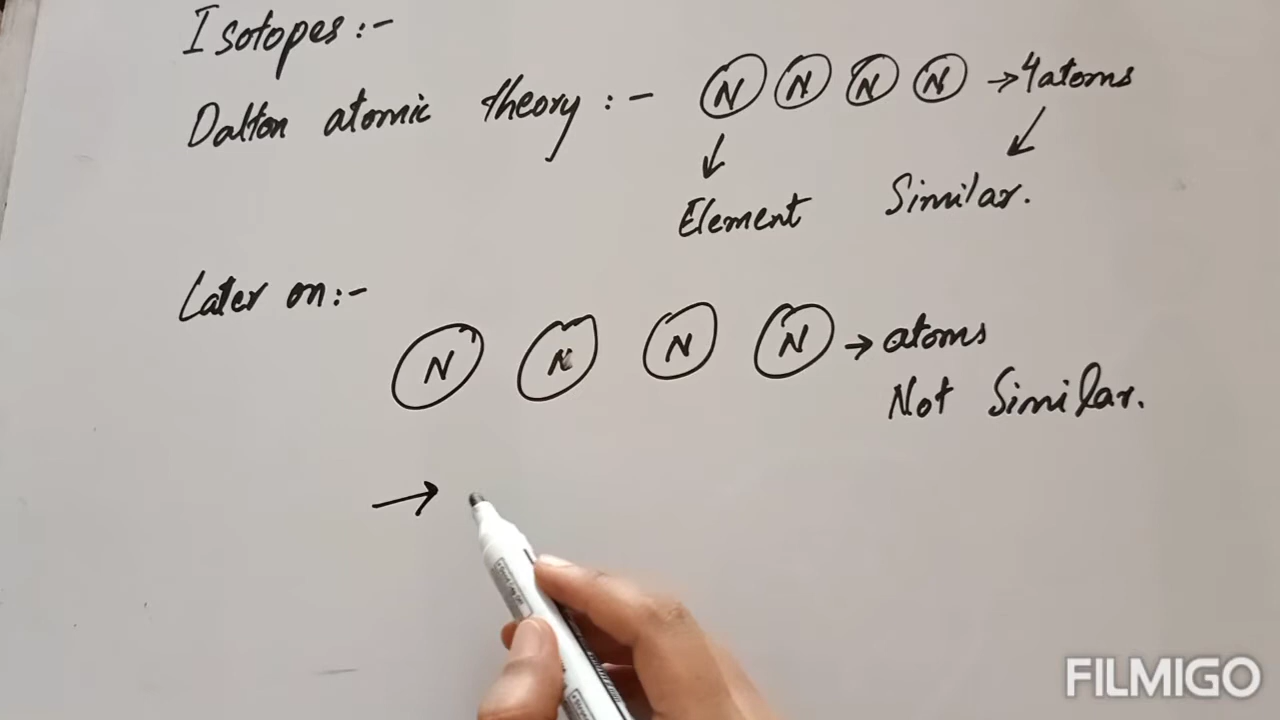 Isotopes :-
Dalton atomic theory :- N N N N → 4 atoms
Element Similar.
Later on :-
N N N N → atoms
Not Similar.
→
FILMIGO